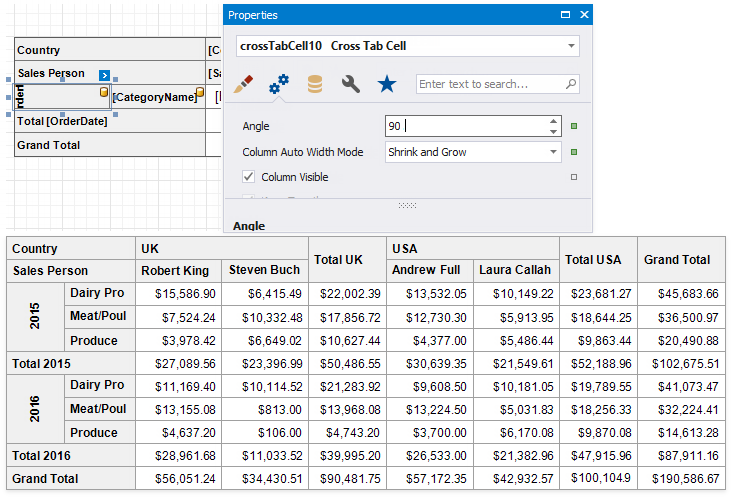 Properties
crossTabCell10 Cross Tab Cell
Enter text to search...
Angle 90
Column Auto Width Mode Shrink and Grow
Column Visible
Angle
Country [C
Sales Person [Sa
[CategoryName] [
Total [OrderDate]
Grand Total
Country UK Total UK USA Total USA Grand Total
Sales Person Robert King Steven Buch Andrew Full Laura Callah
2015 Dairy Pro $15,586.90 $6,415.49 $22,002.39 $13,532.05 $10,149.22 $23,681.27 $45,683.66
Meat/Poul $7,524.24 $10,332.48 $17,856.72 $12,730.30 $5,913.95 $18,644.25 $36,500.97
Produce $3,978.42 $6,649.02 $10,627.44 $4,377.00 $5,486.44 $9,863.44 $20,490.88
Total 2015 $27,089.56 $23,396.99 $50,486.55 $30,639.35 $21,549.61 $52,188.96 $102,675.51
2016 Dairy Pro $11,169.40 $10,114.52 $21,283.92 $9,608.50 $10,181.05 $19,789.55 $41,073.47
Meat/Poul $13,155.08 $813.00 $13,968.08 $13,224.50 $5,031.83 $18,256.33 $32,224.41
Produce $4,637.20 $106.00 $4,743.20 $3,700.00 $6,170.08 $9,870.08 $14,613.28
Total 2016 $28,961.68 $11,033.52 $39,995.20 $26,533.00 $21,382.96 $47,915.96 $87,911.16
Grand Total $56,051.24 $34,430.51 $90,481.75 $57,172.35 $42,932.57 $100,104.9 $190,586.67